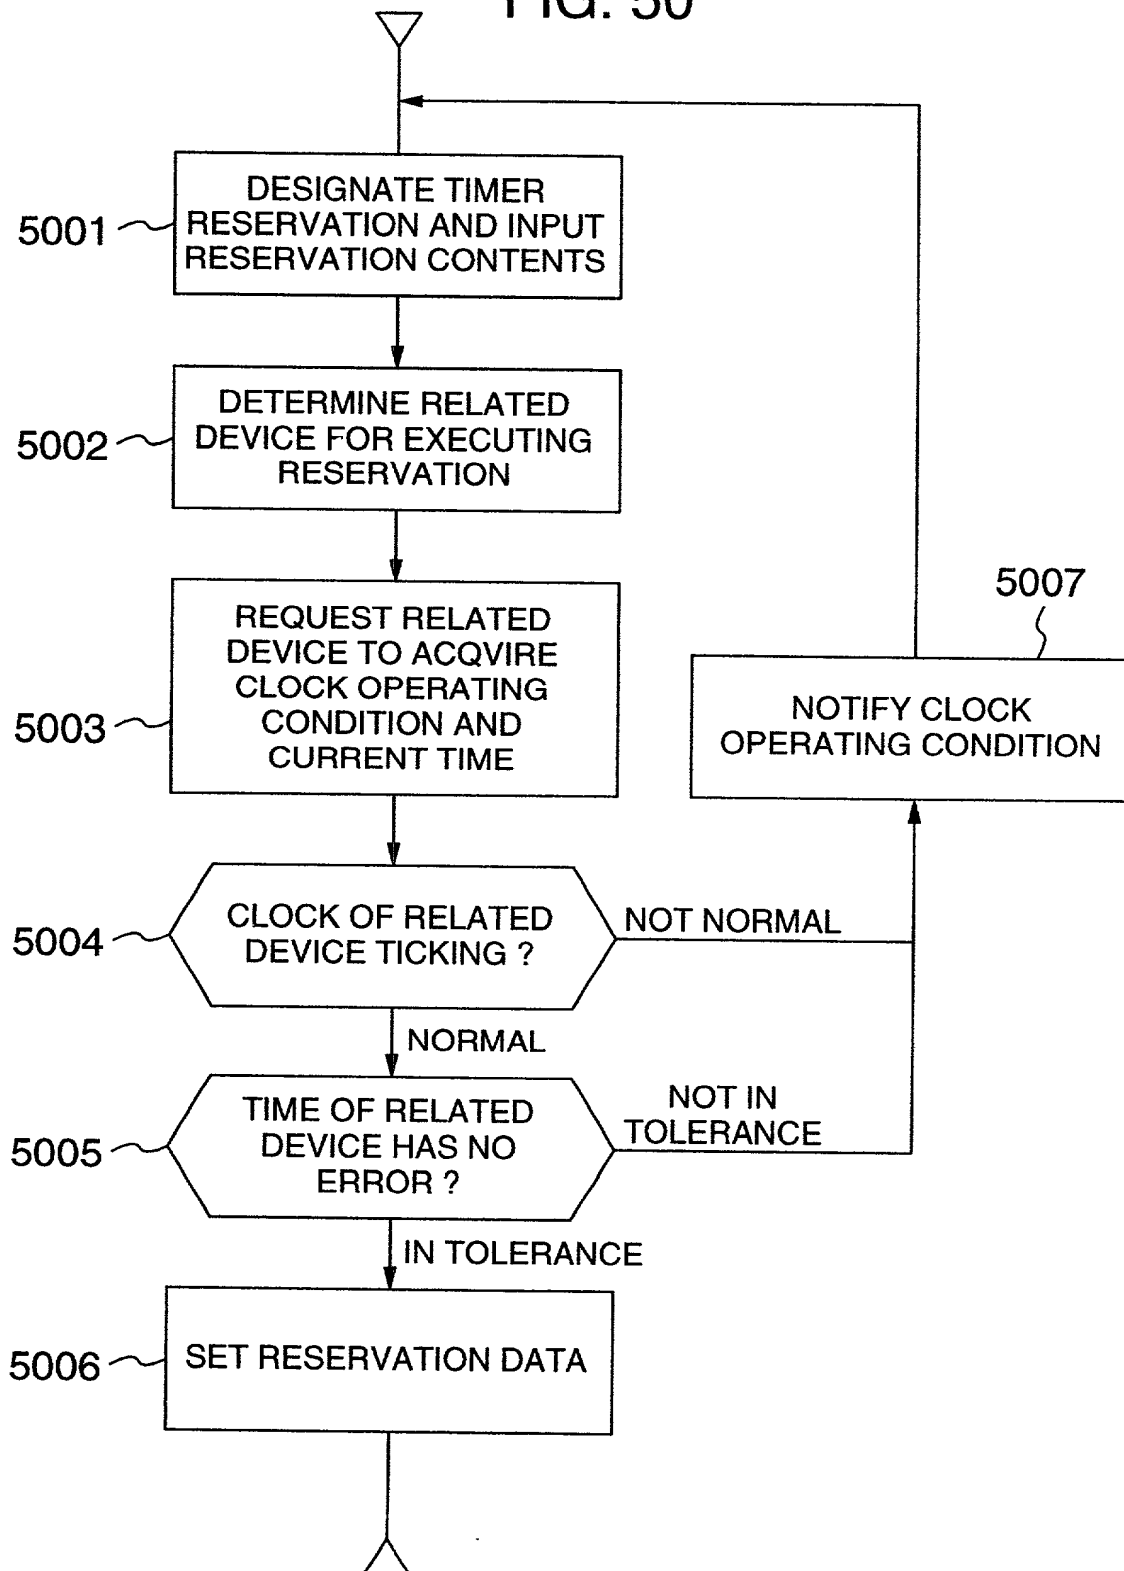 FIG. 50
5001
DESIGNATE TIMER
RESERVATION AND INPUT
RESERVATION CONTENTS
5002
DETERMINE RELATED
DEVICE FOR EXECUTING
RESERVATION
5003
REQUEST RELATED
DEVICE TO ACQVIRE
CLOCK OPERATING
CONDITION AND
CURRENT TIME
5007
NOTIFY CLOCK
OPERATING CONDITION
5004
CLOCK OF RELATED
DEVICE TICKING ?
NOT NORMAL
NORMAL
5005
TIME OF RELATED
DEVICE HAS NO
ERROR ?
NOT IN
TOLERANCE
IN TOLERANCE
5006
SET RESERVATION DATA